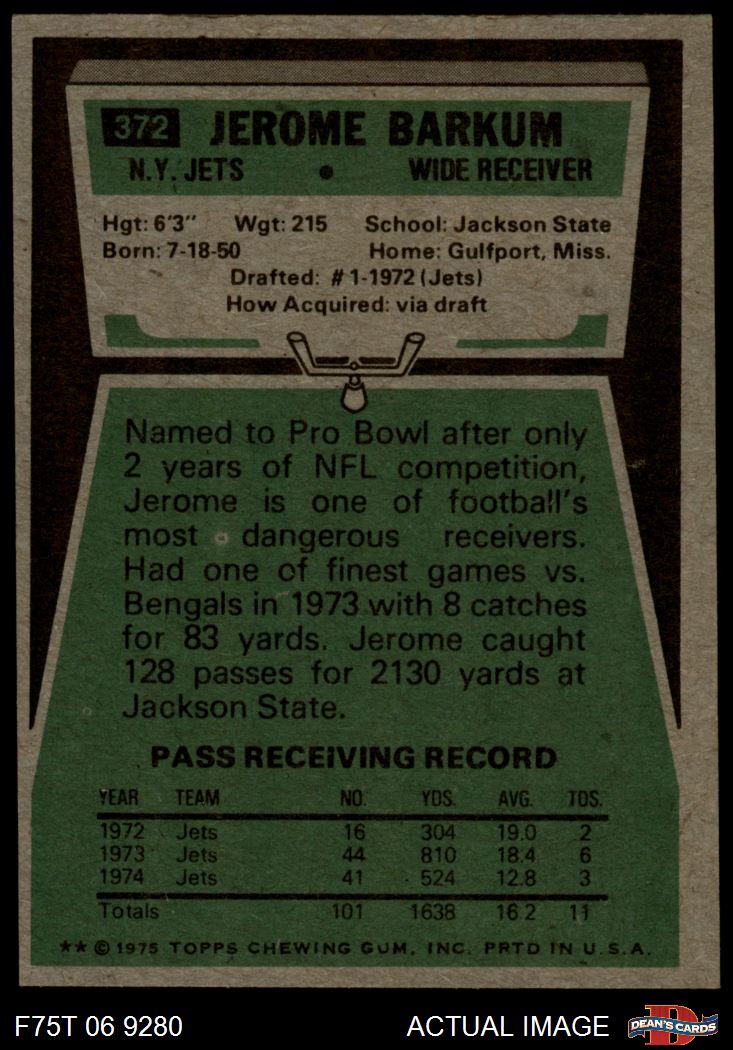 372 JEROME BARKUM
N.Y. JETS • WIDE RECEIVER
Hgt: 6'3" Wgt: 215 School: Jackson State
Born: 7-18-50 Home: Gulfport, Miss.
Drafted: #1-1972 (Jets)
How Acquired: via draft
Named to Pro Bowl after only
2 years of NFL competition,
Jerome is one of football's
most dangerous receivers.
Had one of finest games vs.
Bengals in 1973 with 8 catches
for 83 yards. Jerome caught
128 passes for 2130 yards at
Jackson State.
PASS RECEIVING RECORD
YEAR TEAM NO. YDS. AVG. TDS.
1972 Jets 16 304 19.0 2
1973 Jets 44 810 18.4 6
1974 Jets 41 524 12.8 3
Totals 101 1638 16.2 11
** © 1975 TOPPS CHEWING GUM, INC. PRTD IN U.S.A.
F75T 06 9280 ACTUAL IMAGE DEAN'S CARDS